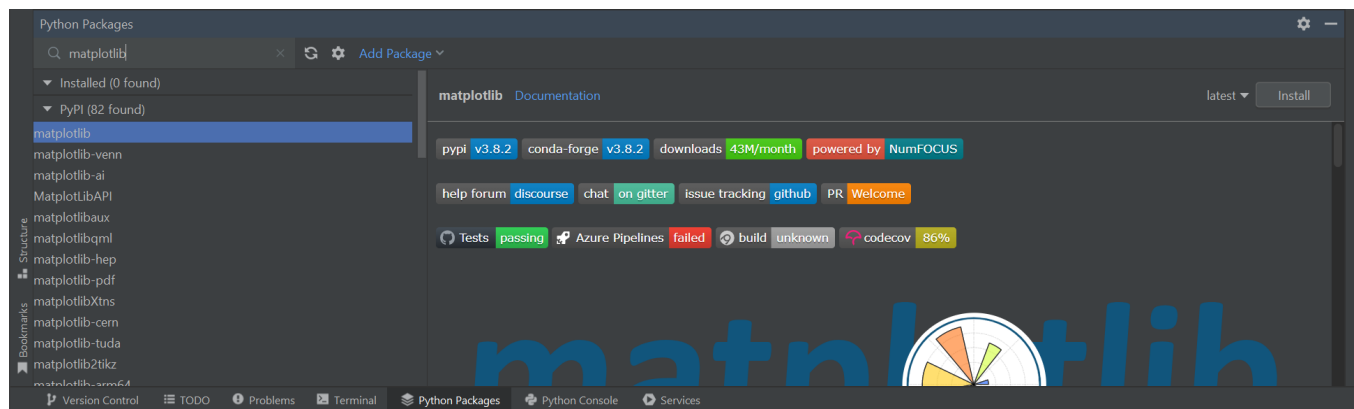 Python Packages
matplotlib
Add Package
Installed (0 found)
PyPI (82 found)
matplotlib
matplotlib-venn
matplotlib-ai
MatplotLibAPI
matplotlibaux
matplotlibqml
matplotlib-hep
matplotlib-pdf
matplotlibXtns
matplotlib-cern
matplotlib-tuda
matplotlib2tikz
matplotlib-arm64
matplotlib Documentation
latest Install
pypi v3.8.2 conda-forge v3.8.2 downloads 43M/month powered by NumFOCUS
help forum discourse chat on gitter issue tracking github PR Welcome
Tests passing Azure Pipelines failed build unknown codecov 86%
matplotlib
Structure
Bookmarks
Version Control TODO Problems Terminal Python Packages Python Console Services